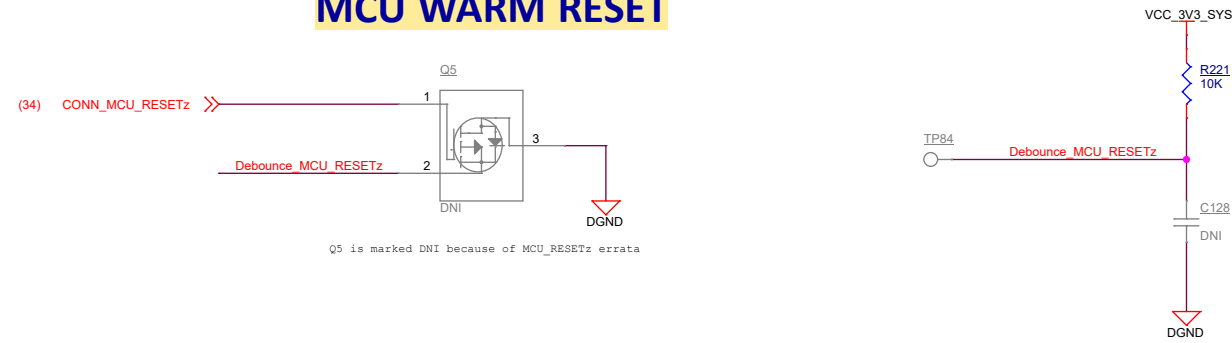 MCU WARM RESET
VCC_3V3_SYS
Q5
R221
10K
1
(34) CONN_MCU_RESETz
3
TP84
Debounce_MCU_RESETz
Debounce_MCU_RESETz
2
DNI
C128
DNI
DGND
Q5 is marked DNI because of MCU_RESETz errata
DGND